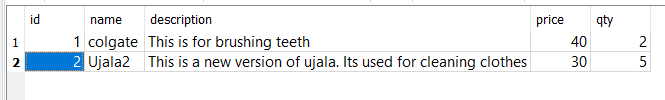 id name description price qty
1 1 colgate This is for brushing teeth 40 2
2 2 Ujala2 This is a new version of ujala. Its used for cleaning clothes 30 5